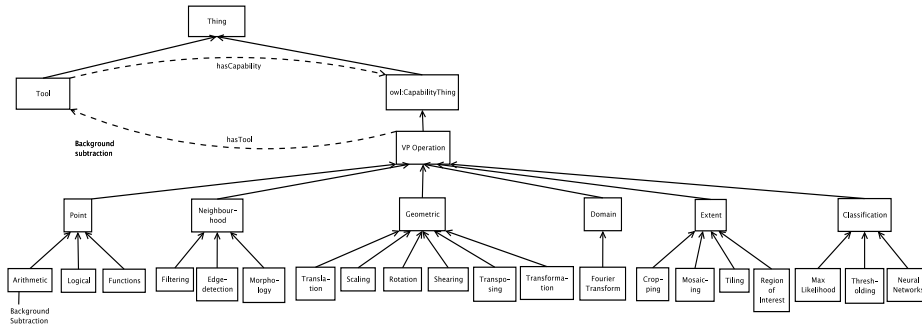 Thing
hasCapability
Tool
owl:CapabilityThing
hasTool
Background
subtraction
VP Operation
Point
Neighbour-
hood
Geometric
Domain
Extent
Classification
Arithmetic
Logical
Functions
Filtering
Edge-
detection
Morpho-
logy
Transla-
tion
Scaling
Rotation
Shearing
Transpo-
sing
Transforma-
tion
Fourier
Transform
Crop-
ping
Mosaic-
ing
Tiling
Region
of
Interest
Max
Likelihood
Thresh-
olding
Neural
Networks
Background
Subtraction